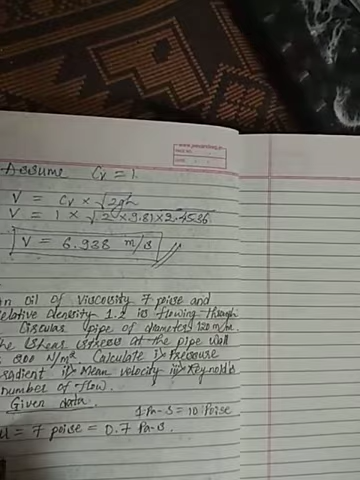 Assume Cv = 1.
V = Cv × √2gh
V = 1 × √2 × 9.81 × 2.4536
V = 6.938 m/s
An oil of viscosity 7 poise and
relative density 1.2 is flowing through
Circular pipe of diameter 120 m/m.
The Shear stress at the pipe wall
200 N/m². Calculate i) Pressure
gradient ii) Mean velocity iii) Reynold's
number of flow.
Given data.
1 Pa-s = 10 Poise
μ = 7 poise = 0.7 Pa-s.